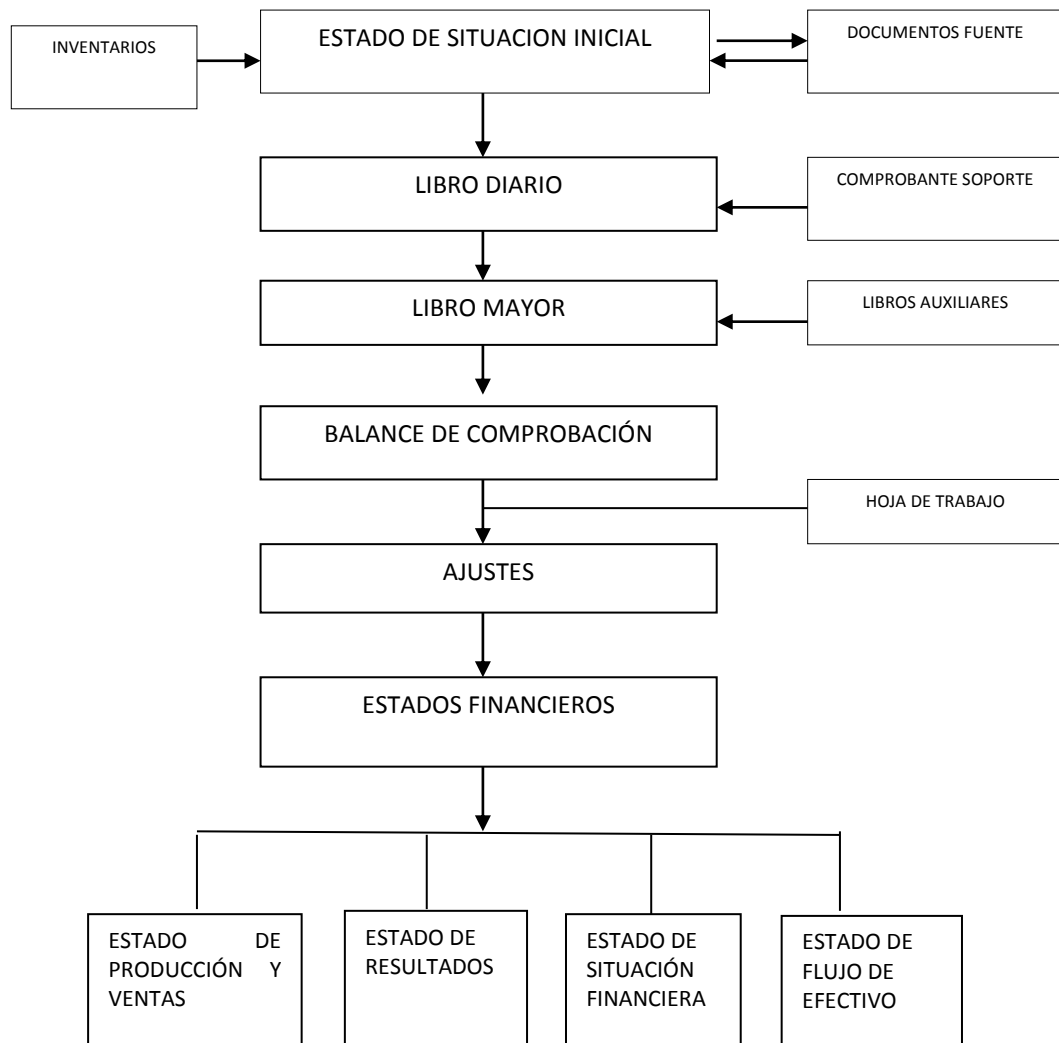 INVENTARIOS
ESTADO DE SITUACION INICIAL
DOCUMENTOS FUENTE
LIBRO DIARIO
COMPROBANTE SOPORTE
LIBRO MAYOR
LIBROS AUXILIARES
BALANCE DE COMPROBACIÓN
HOJA DE TRABAJO
AJUSTES
ESTADOS FINANCIEROS
ESTADO DE
PRODUCCIÓN Y
VENTAS
ESTADO DE
RESULTADOS
ESTADO DE
SITUACIÓN
FINANCIERA
ESTADO DE
FLUJO DE
EFECTIVO